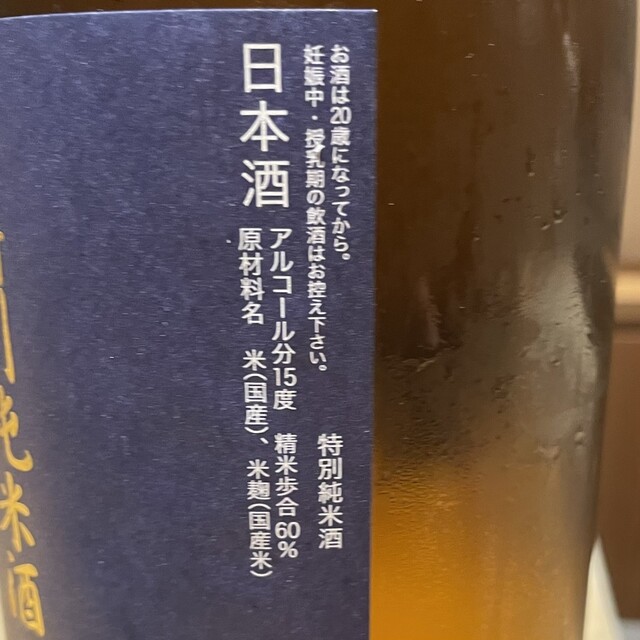 お酒は20歳になってから。
妊娠中・授乳期の飲酒はお控え下さい。
特別純米酒
日本酒
アルコール分15度 精米歩合60%
原材料名 米(国産)、米麹(国産米)
純米酒